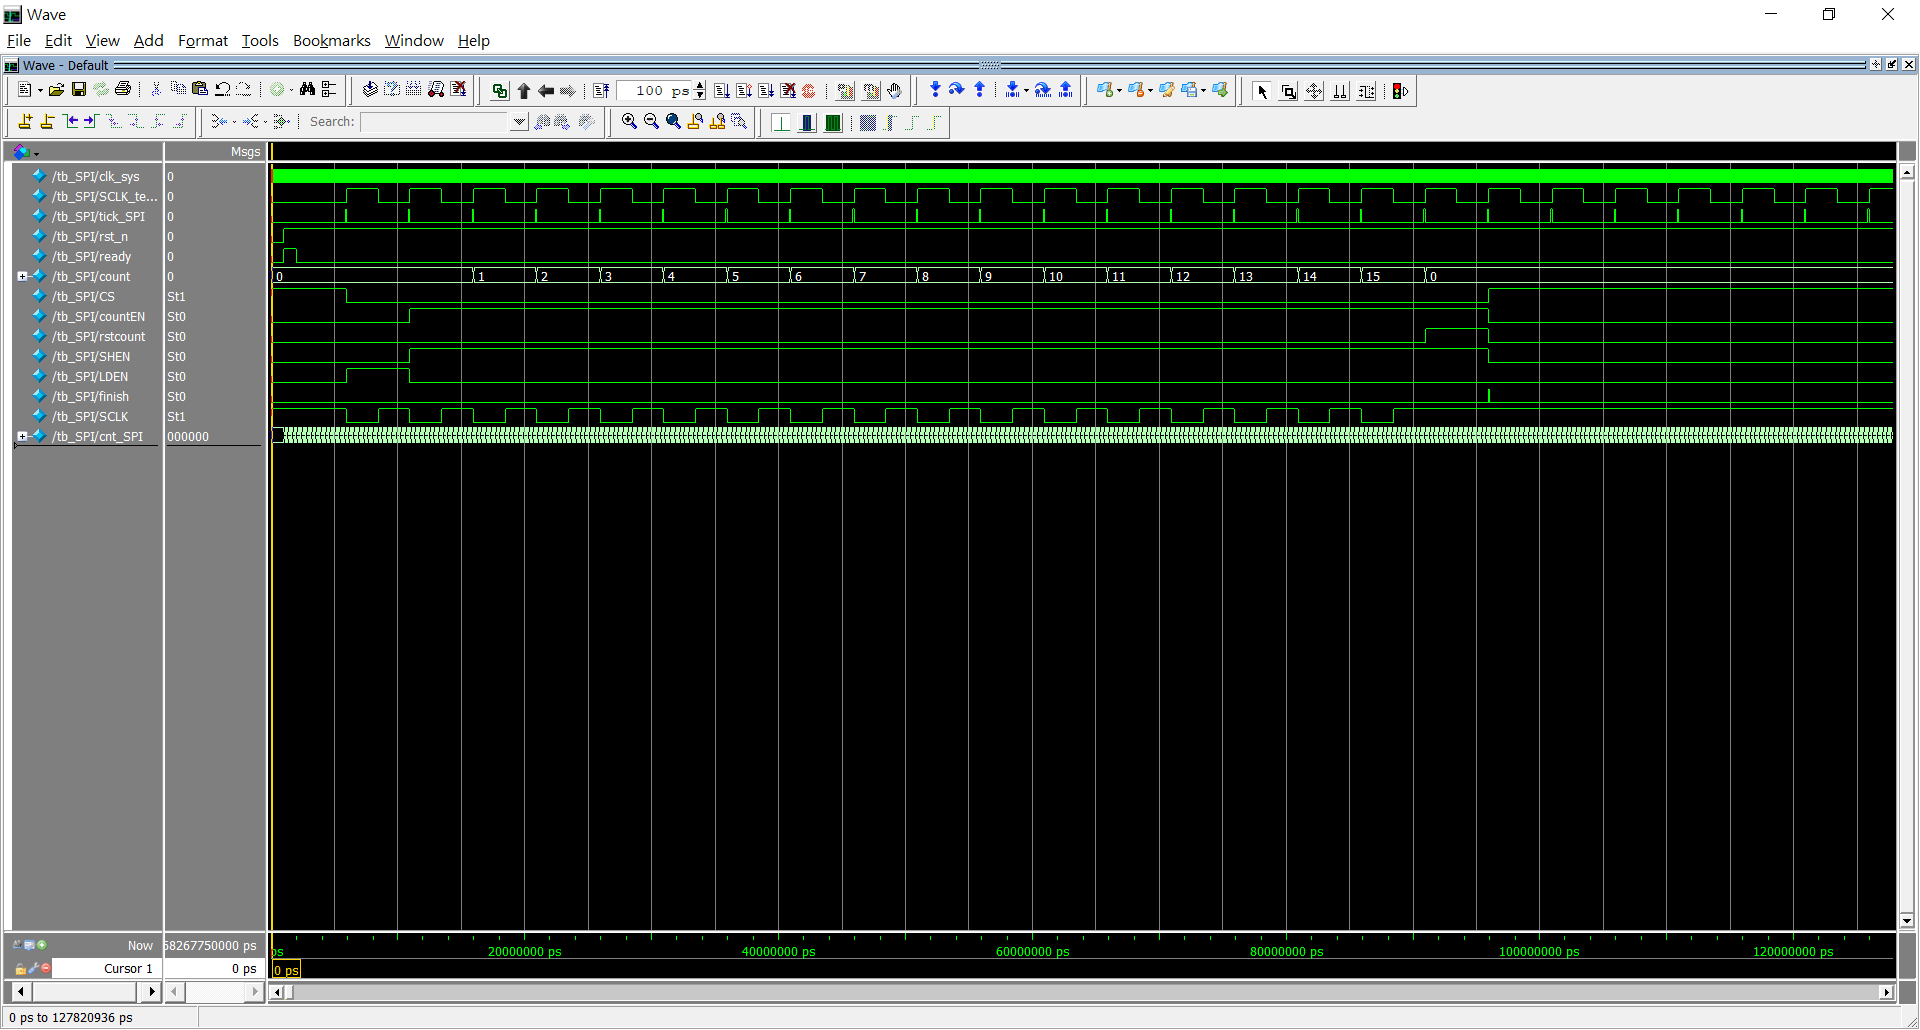 Wave
File Edit View Add Format Tools Bookmarks Window Help
Wave - Default
100 ps
Search:
Msgs
/tb_SPI/clk_sys 0
/tb_SPI/SCLK_te... 0
/tb_SPI/tick_SPI 0
/tb_SPI/rst_n 0
/tb_SPI/ready 0
/tb_SPI/count 0 0 1 2 3 4 5 6 7 8 9 10 11 12 13 14 15 0
/tb_SPI/CS St1
/tb_SPI/countEN St0
/tb_SPI/rstcount St0
/tb_SPI/SHEN St0
/tb_SPI/LDEN St0
/tb_SPI/finish St0
/tb_SPI/SCLK St1
/tb_SPI/cnt_SPI 000000
Now 58267750000 ps ps 20000000 ps 40000000 ps 60000000 ps 80000000 ps 100000000 ps 120000000 ps
Cursor 1 0 ps 0 ps
0 ps to 127820936 ps